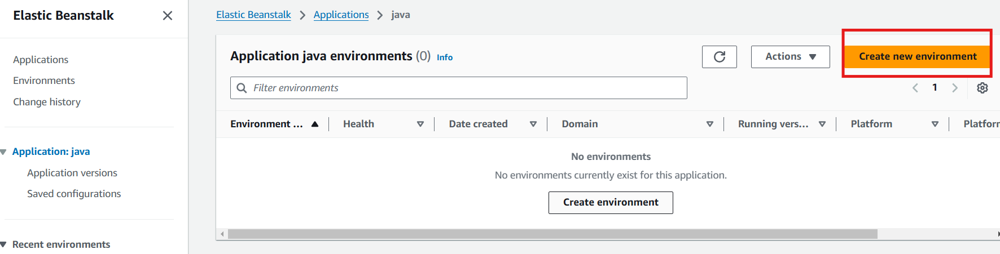 Elastic Beanstalk
Applications
Environments
Change history
Application: java
Application versions
Saved configurations
Recent environments
Elastic Beanstalk > Applications > java
Application java environments (0) Info
Actions
Create new environment
Filter environments
1
Environment ... Health Date created Domain Running vers... Platform Platform
No environments
No environments currently exist for this application.
Create environment